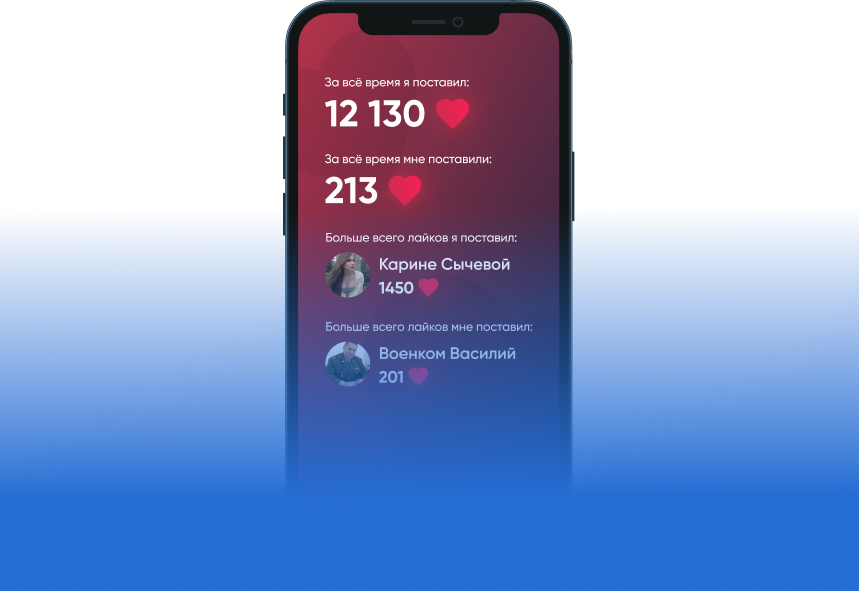 За всё время я поставил:
12 130
За всё время мне поставили:
213
Больше всего лайков я поставил:
Карине Сычевой
1450
Больше всего лайков мне поставил:
Военком Василий
201